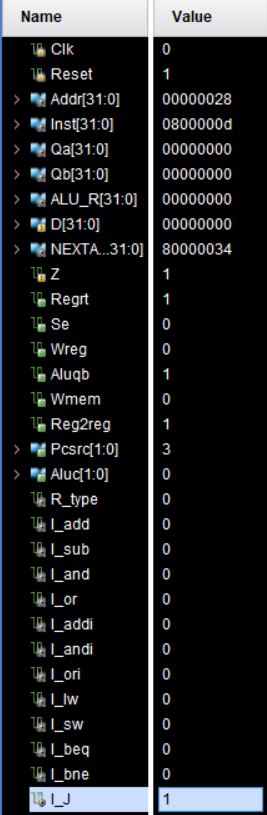 Name Value
Clk 0
Reset 1
Addr[31:0] 00000028
Inst[31:0] 0800000d
Qa[31:0] 00000000
Qb[31:0] 00000000
ALU_R[31:0] 00000000
D[31:0] 00000000
NEXTA...31:0] 80000034
Z 1
Regrt 1
Se 0
Wreg 0
Aluqb 1
Wmem 0
Reg2reg 1
Pcsrc[1:0] 3
Aluc[1:0] 0
R_type 0
I_add 0
I_sub 0
I_and 0
I_or 0
I_addi 0
I_andi 0
I_ori 0
I_lw 0
I_sw 0
I_beq 0
I_bne 0
I_J 1